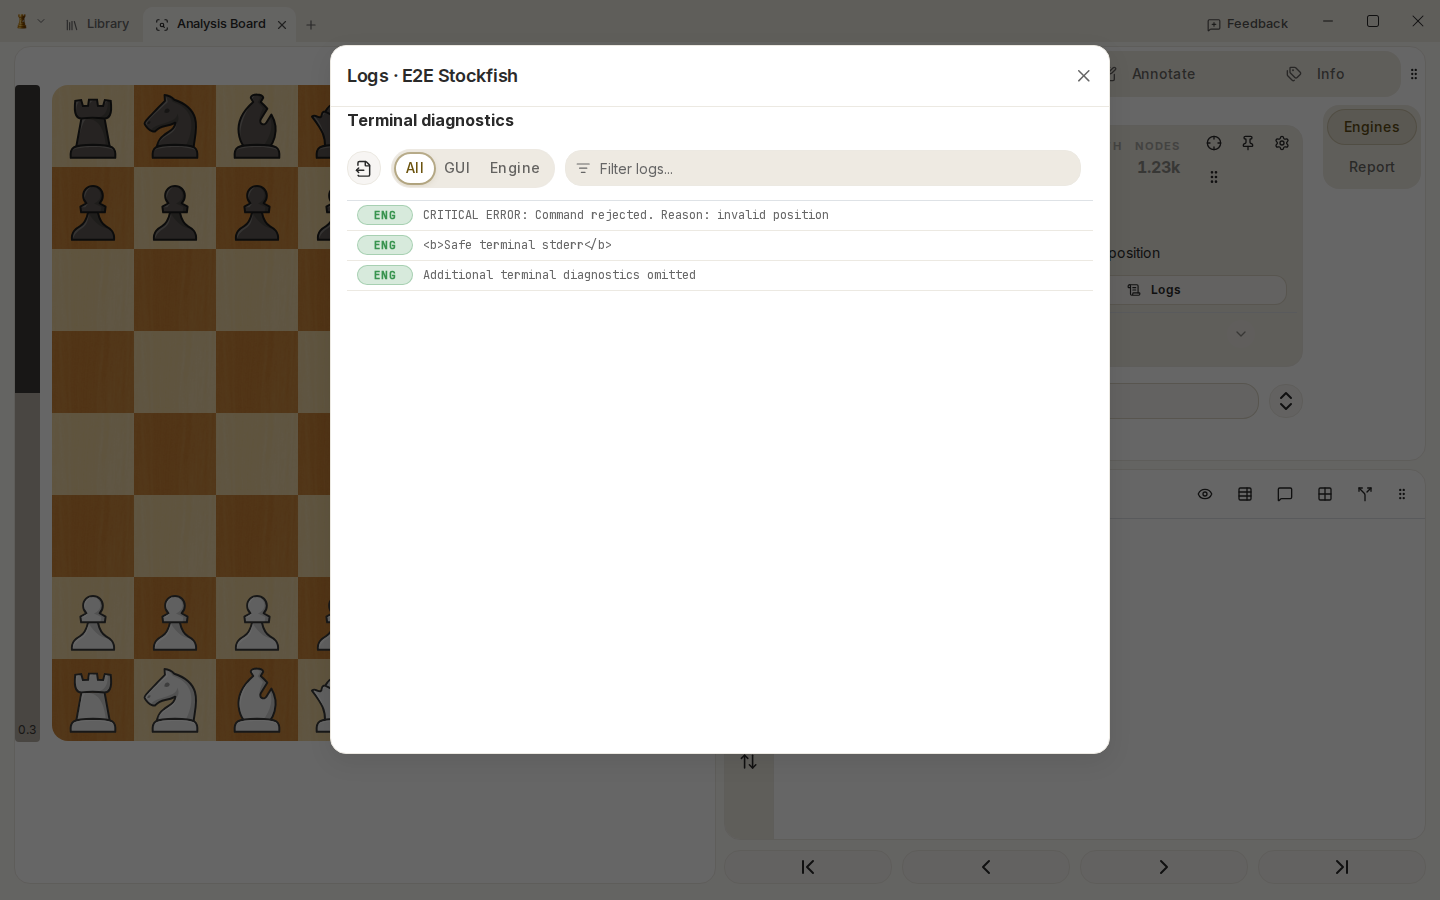 Library
Analysis Board
Feedback
Logs · E2E Stockfish
Terminal diagnostics
All
GUI
Engine
Filter logs...
ENG
CRITICAL ERROR: Command rejected. Reason: invalid position
ENG
<b>Safe terminal stderr</b>
ENG
Additional terminal diagnostics omitted
Annotate
Info
Engines
Report
H
NODES
1.23k
position
Logs
0.3